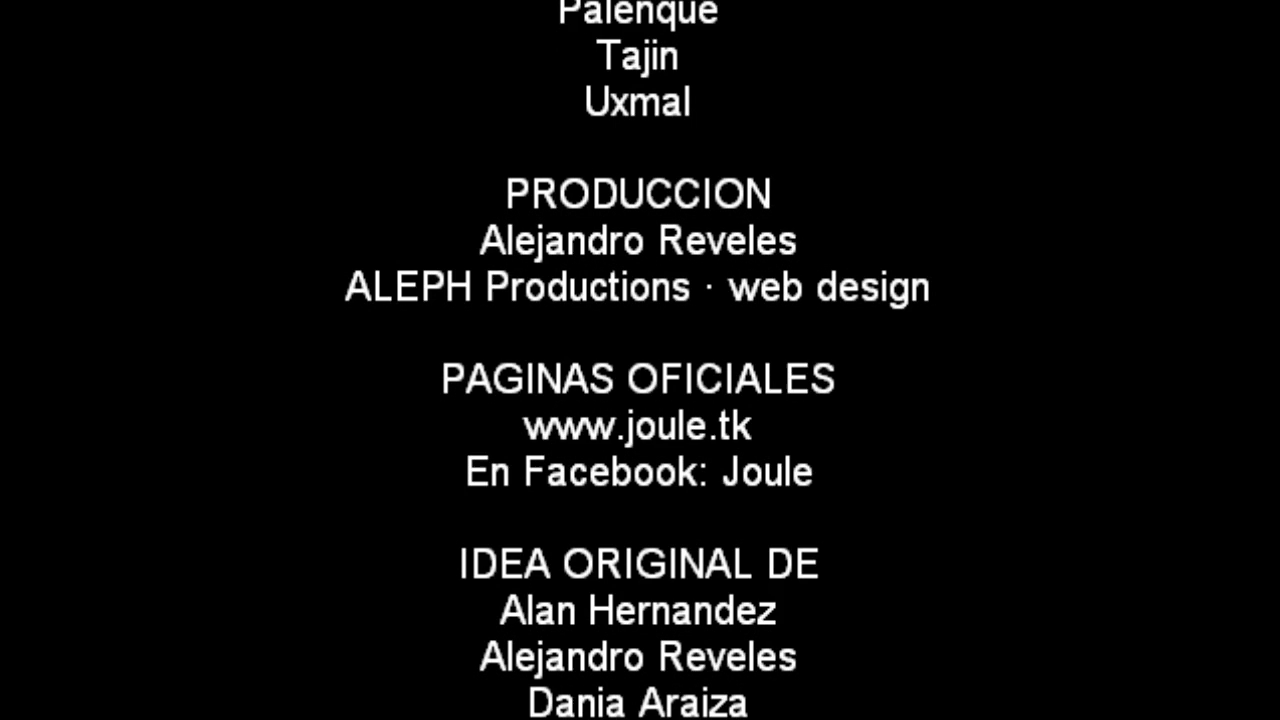 Palenque
Tajin
Uxmal
PRODUCCION
Alejandro Reveles
ALEPH Productions · web design
PAGINAS OFICIALES
www.joule.tk
En Facebook: Joule
IDEA ORIGINAL DE
Alan Hernandez
Alejandro Reveles
Dania Araiza